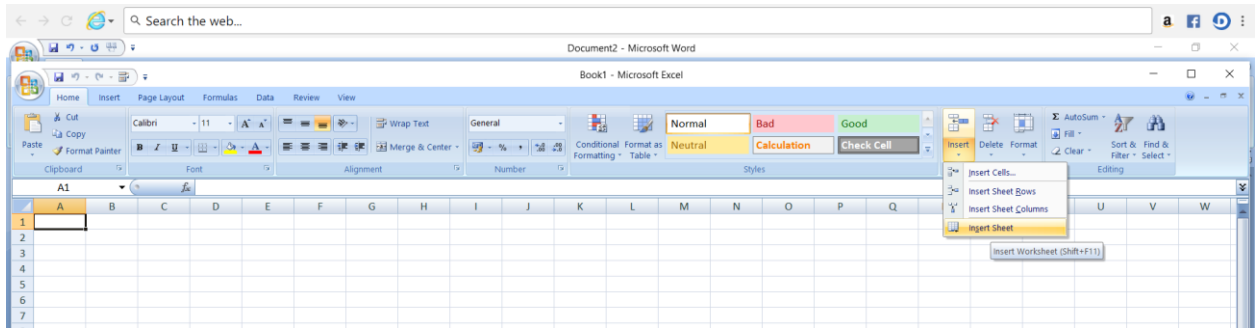 Search the web...
a
Document2 - Microsoft Word
Book1 - Microsoft Excel
Home Insert Page Layout Formulas Data Review View
Paste
Cut
Copy
Format Painter
Clipboard
Calibri 11 A A
B I U A
Font
Wrap Text
Merge & Center
Alignment
General
% ,
Number
Conditional Formatting
Format as Table
Normal Bad Good
Neutral Calculation Check Cell
Styles
Insert Delete Format
Σ AutoSum
Fill
Clear
Sort & Filter
Find & Select
Editing
Insert Cells...
Insert Sheet Rows
Insert Sheet Columns
Insert Sheet
Insert Worksheet (Shift+F11)
A1 fx
A B C D E F G H I J K L M N O P Q U V W
1
2
3
4
5
6
7